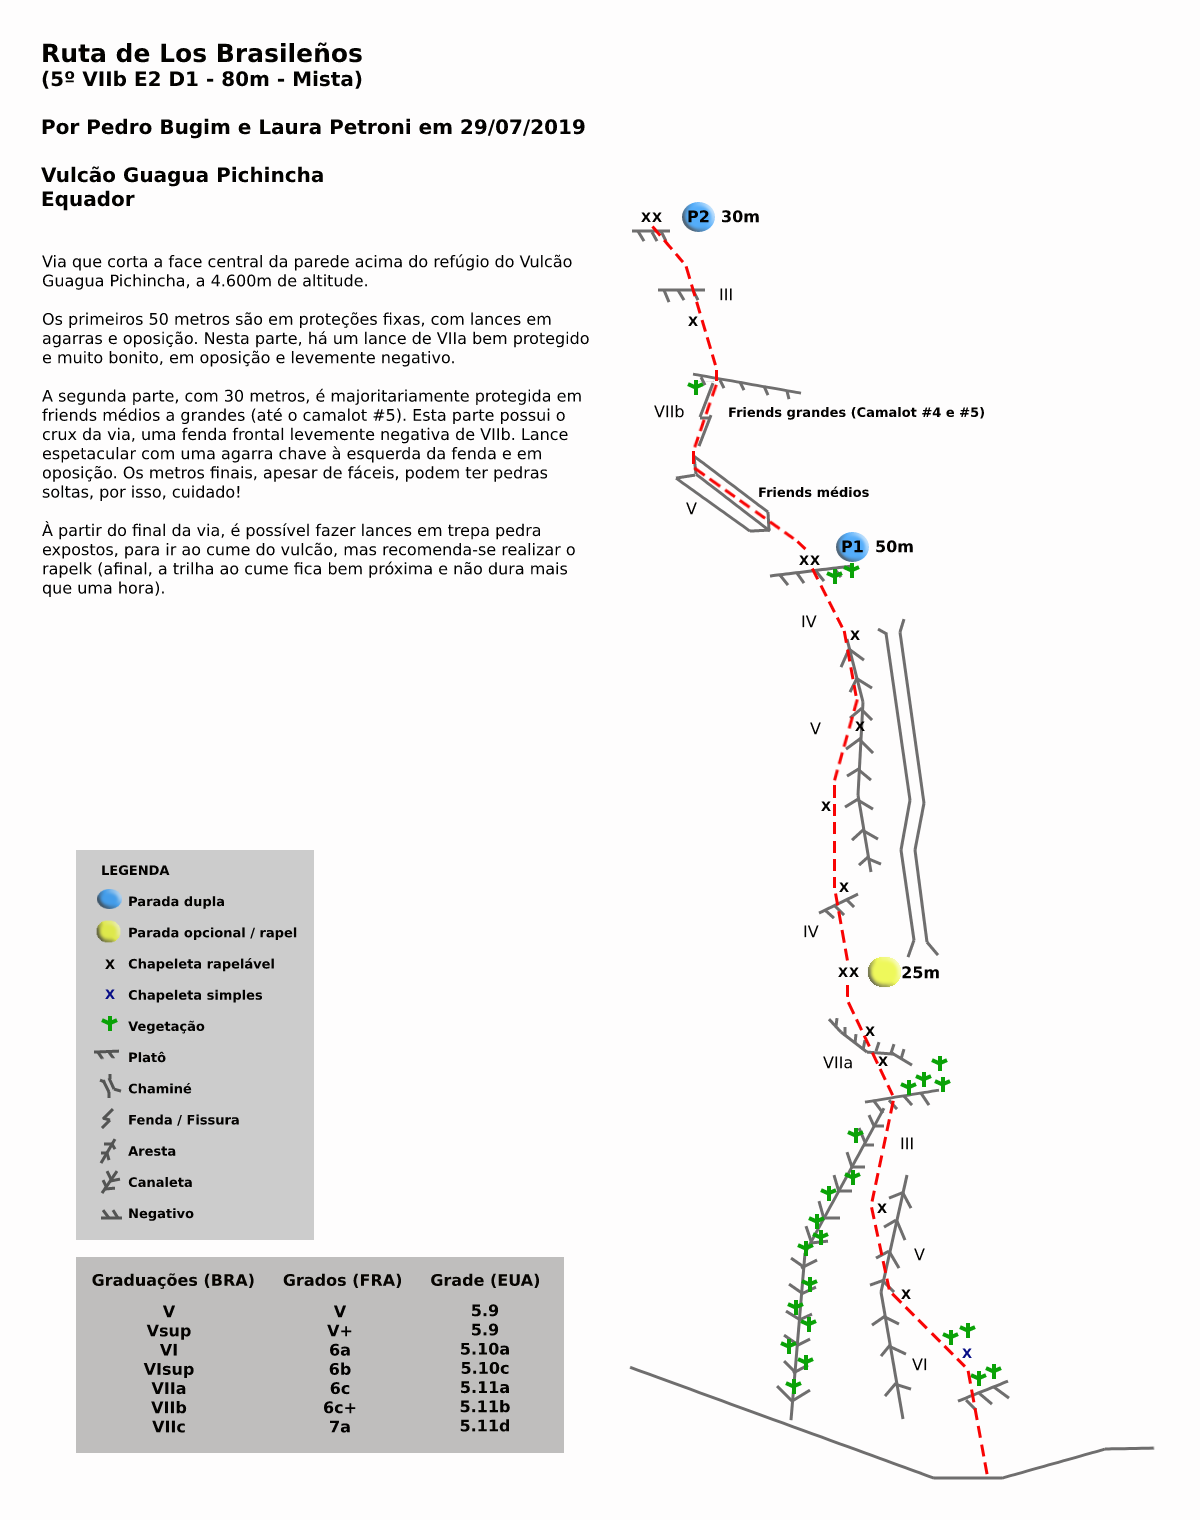 Ruta de Los Brasileños
(5º VIIb E2 D1 - 80m - Mista)
Por Pedro Bugim e Laura Petroni em 29/07/2019
Vulcão Guagua Pichincha
Equador
Via que corta a face central da parede acima do refúgio do Vulcão
Guagua Pichincha, a 4.600m de altitude.
Os primeiros 50 metros são em proteções fixas, com lances em
agarras e oposição. Nesta parte, há um lance de VIIa bem protegido
e muito bonito, em oposição e levemente negativo.
A segunda parte, com 30 metros, é majoritariamente protegida em
friends médios a grandes (até o camalot #5). Esta parte possui o
crux da via, uma fenda frontal levemente negativa de VIIb. Lance
espetacular com uma agarra chave à esquerda da fenda e em
oposição. Os metros finais, apesar de fáceis, podem ter pedras
soltas, por isso, cuidado!
À partir do final da via, é possível fazer lances em trepa pedra
expostos, para ir ao cume do vulcão, mas recomenda-se realizar o
rapelk (afinal, a trilha ao cume fica bem próxima e não dura mais
que uma hora).
XX P2 30m
III
X
VIIb Friends grandes (Camalot #4 e #5)
Friends médios
V
P1 50m
XX
IV
X
V X
X
X
IV
XX 25m
X
VIIa X
III
X
V
X
X
VI
LEGENDA
Parada dupla
Parada opcional / rapel
X Chapeleta rapelável
X Chapeleta simples
Vegetação
Platô
Chaminé
Fenda / Fissura
Aresta
Canaleta
Negativo
Graduações (BRA) Grados (FRA) Grade (EUA)
V V 5.9
Vsup V+ 5.9
VI 6a 5.10a
VIsup 6b 5.10c
VIIa 6c 5.11a
VIIb 6c+ 5.11b
VIIc 7a 5.11d